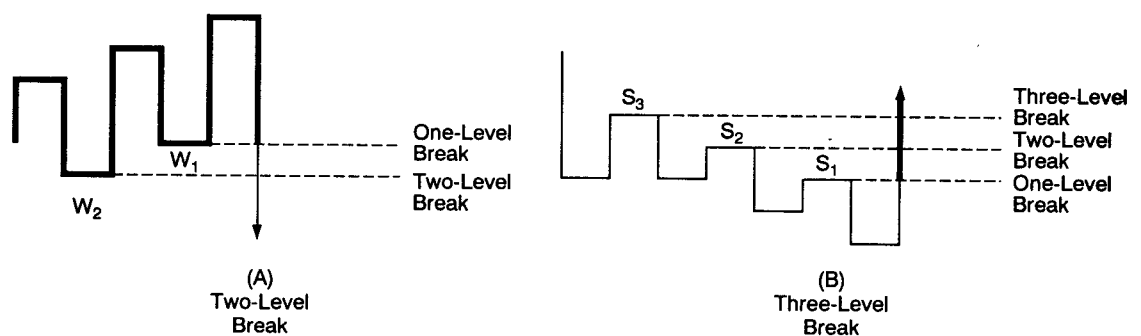 One-Level
Break
W₁
Two-Level
Break
W₂
(A)
Two-Level
Break
S₃
Three-Level
Break
S₂
Two-Level
Break
S₁
One-Level
Break
(B)
Three-Level
Break